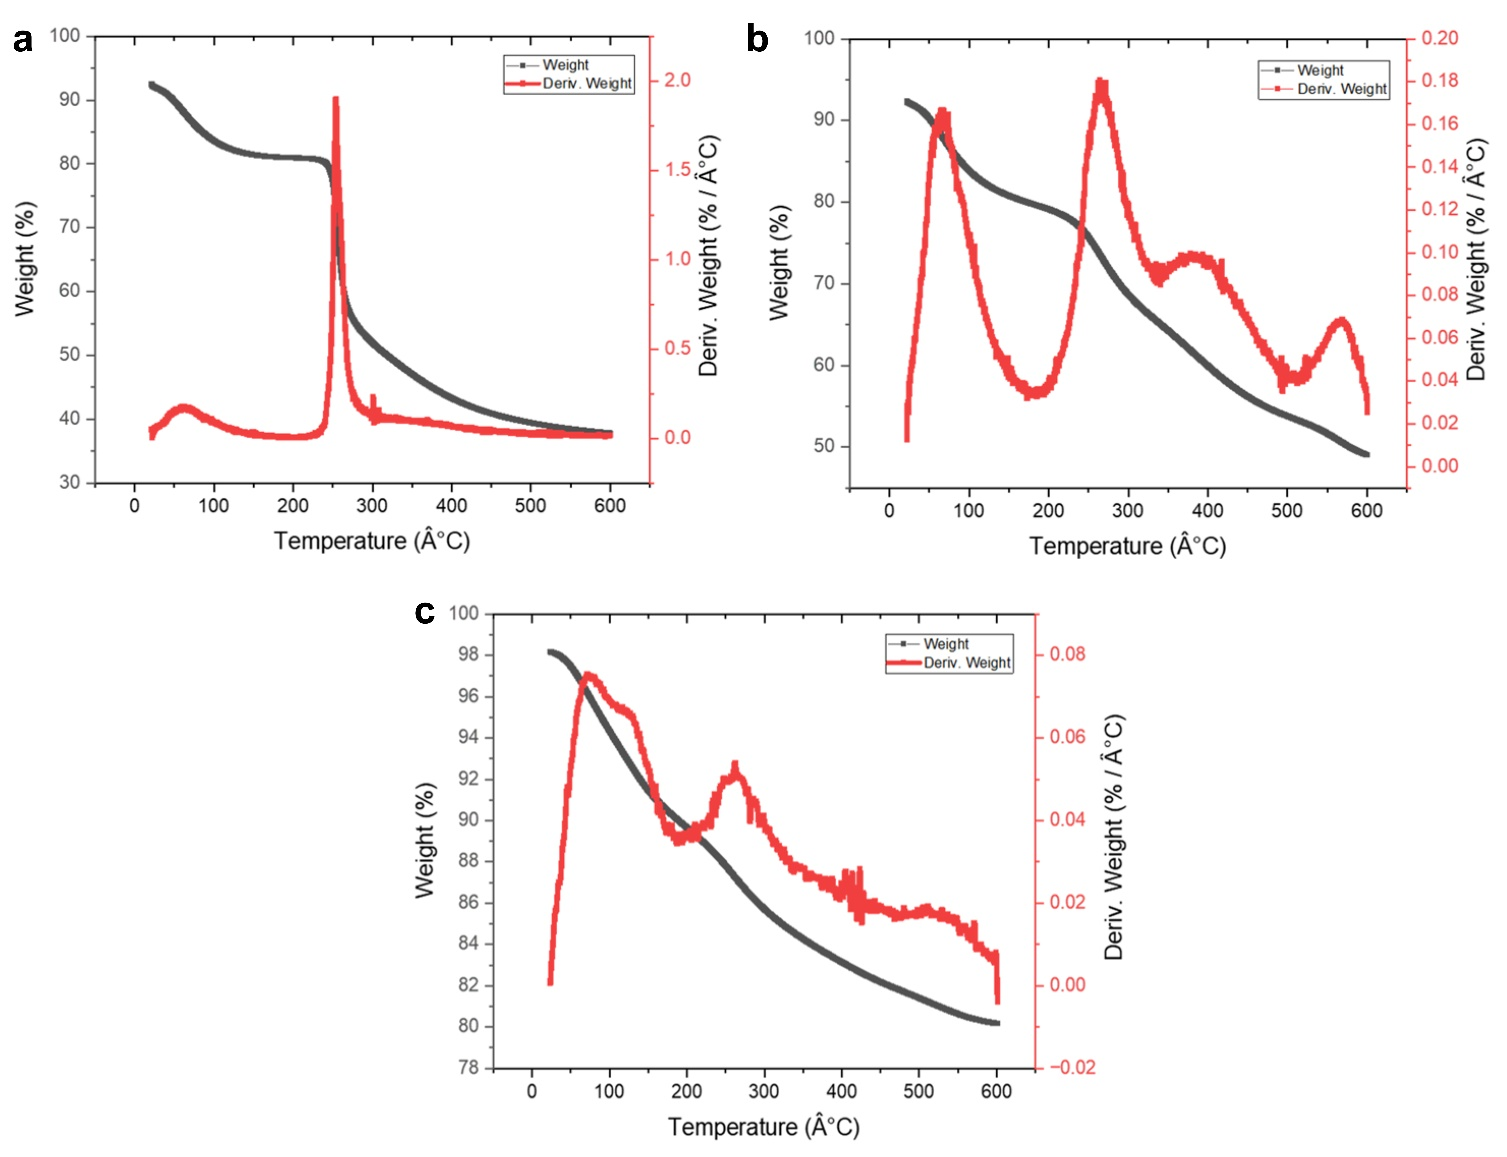 a
100
90
80
70
60
50
40
30
Weight (%)
Weight
Deriv. Weight
2.0
1.5
1.0
0.5
0.0
Deriv. Weight (% / Â°C)
0 100 200 300 400 500 600
Temperature (Â°C)
b
100
90
80
70
60
50
Weight (%)
Weight
Deriv. Weight
0.20
0.18
0.16
0.14
0.12
0.10
0.08
0.06
0.04
0.02
0.00
Deriv. Weight (% / Â°C)
0 100 200 300 400 500 600
Temperature (Â°C)
c
100
98
96
94
92
90
88
86
84
82
80
78
Weight (%)
Weight
Deriv. Weight
0.08
0.06
0.04
0.02
0.00
−0.02
Deriv. Weight (% / Â°C)
0 100 200 300 400 500 600
Temperature (Â°C)